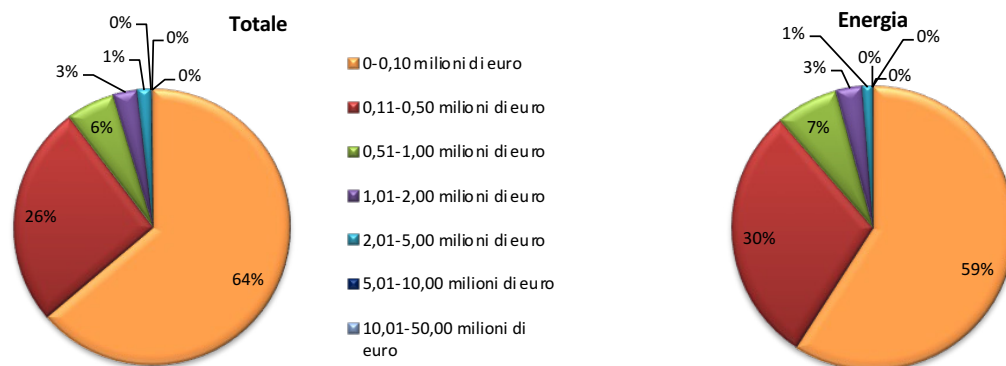 Totale
0%
0%
1%
0%
3%
6%
26%
64%
0-0,10 milioni di euro
0,11-0,50 milioni di euro
0,51-1,00 milioni di euro
1,01-2,00 milioni di euro
2,01-5,00 milioni di euro
5,01-10,00 milioni di euro
10,01-50,00 milioni di
euro
Energia
1%
0%
0%
3%
0%
7%
30%
59%